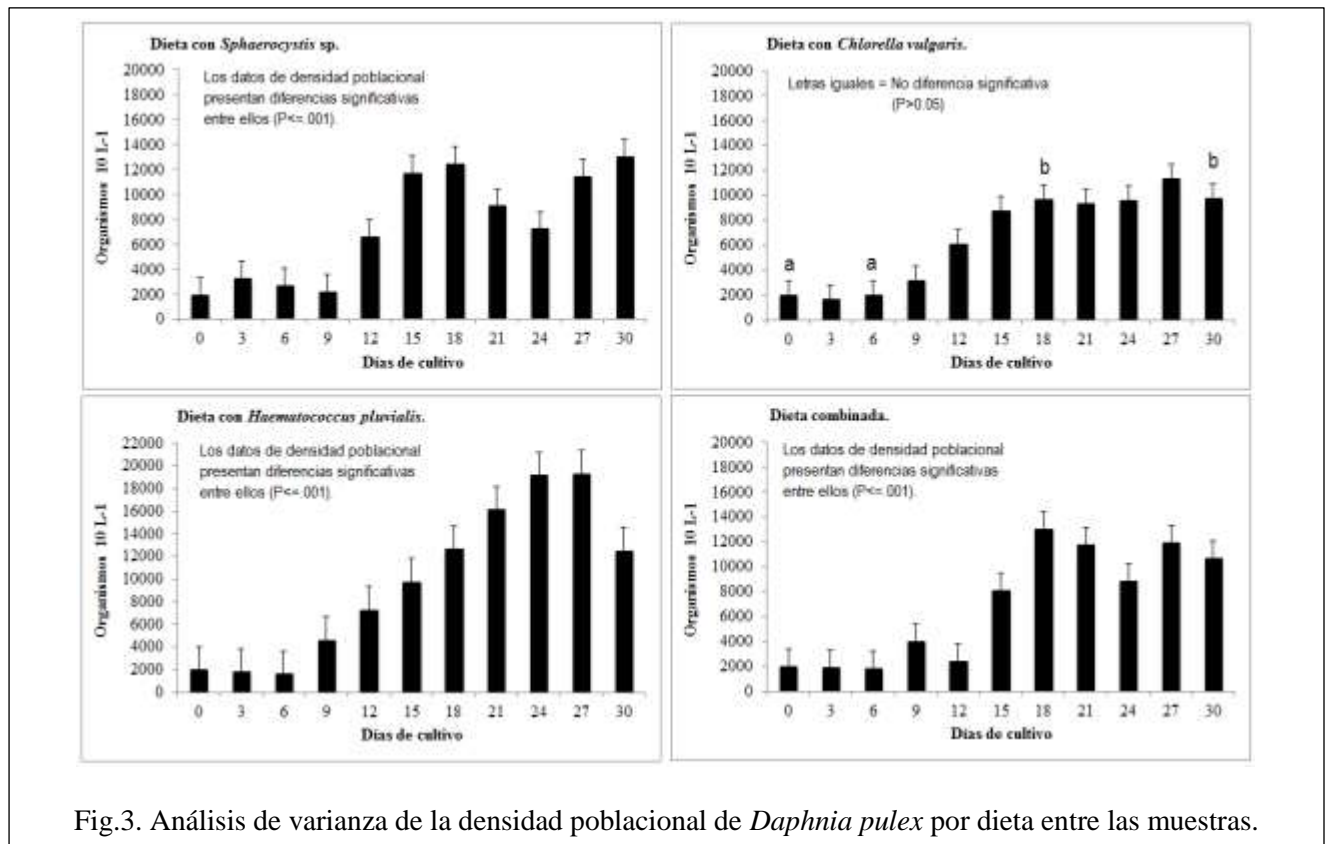 Dieta con Sphaerocystis sp.
Los datos de densidad poblacional
presentan diferencias significativas
entre ellos (P<=.001).
Organismos 10 L-1
20000
18000
16000
14000
12000
10000
8000
6000
4000
2000
0
0 3 6 9 12 15 18 21 24 27 30
Días de cultivo
Dieta con Chlorella vulgaris.
Letras iguales = No diferencia significativa
(P>0.05)
Organismos 10 L-1
20000
18000
16000
14000
12000
10000
8000
6000
4000
2000
0
a a b b
0 3 6 9 12 15 18 21 24 27 30
Días de cultivo
Dieta con Haematococcus pluvialis.
Los datos de densidad poblacional
presentan diferencias significativas
entre ellos (P<=.001).
Organismos 10 L-1
22000
20000
18000
16000
14000
12000
10000
8000
6000
4000
2000
0
0 3 6 9 12 15 18 21 24 27 30
Días de cultivo
Dieta combinada.
Los datos de densidad poblacional
presentan diferencias significativas
entre ellos (P<=.001).
Organismos 10 L-1
20000
18000
16000
14000
12000
10000
8000
6000
4000
2000
0
0 3 6 9 12 15 18 21 24 27 30
Días de cultivo
Fig.3. Análisis de varianza de la densidad poblacional de Daphnia pulex por dieta entre las muestras.